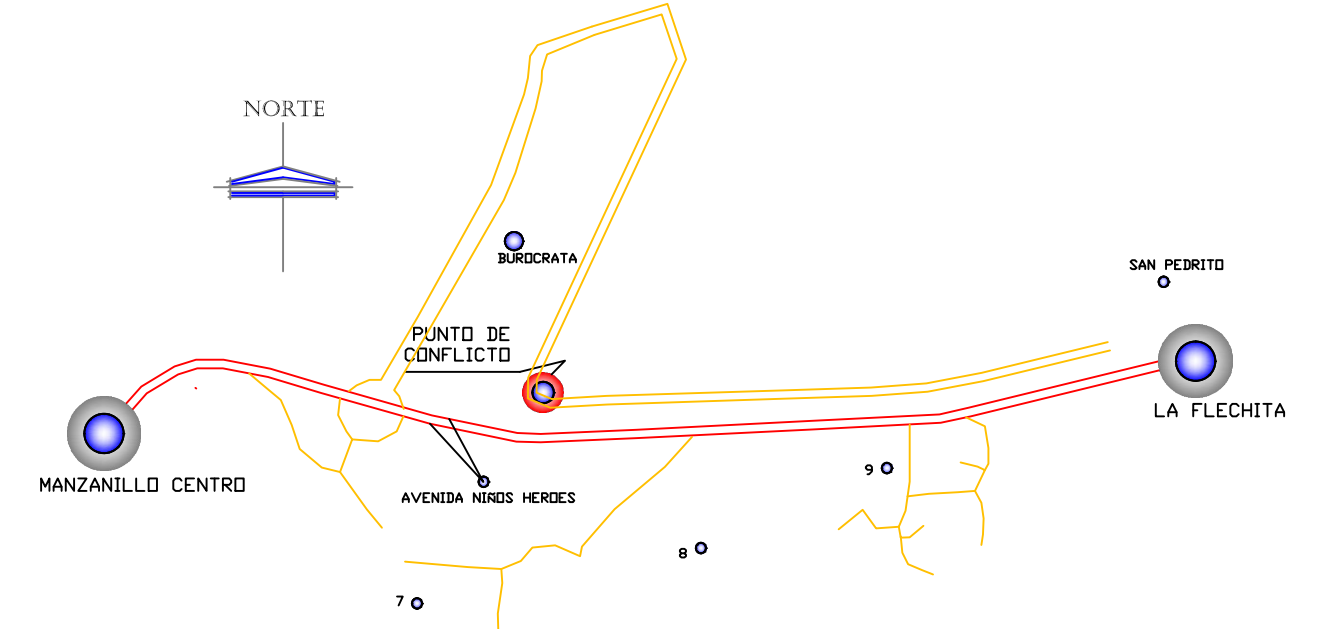 NORTE
BUROCRATA
SAN PEDRITO
PUNTO DE
CONFLICTO
LA FLECHITA
MANZANILLO CENTRO
9
AVENIDA NIÑOS HEROES
8
7